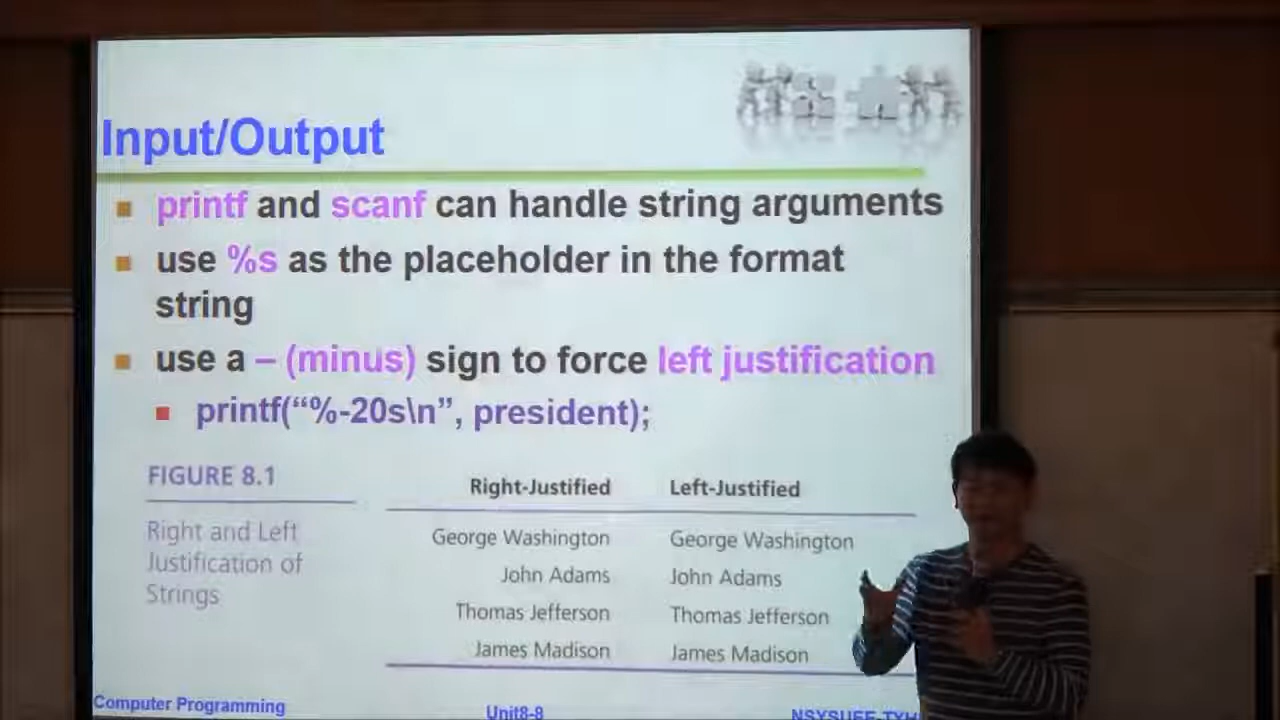 Input/Output
printf and scanf can handle string arguments
use %s as the placeholder in the format
string
use a – (minus) sign to force left justification
printf(“%-20s\n”, president);
FIGURE 8.1
Right and Left
Justification of
Strings
Right-Justified Left-Justified
George Washington George Washington
John Adams John Adams
Thomas Jefferson Thomas Jefferson
James Madison James Madison
Computer Programming Unit8-8